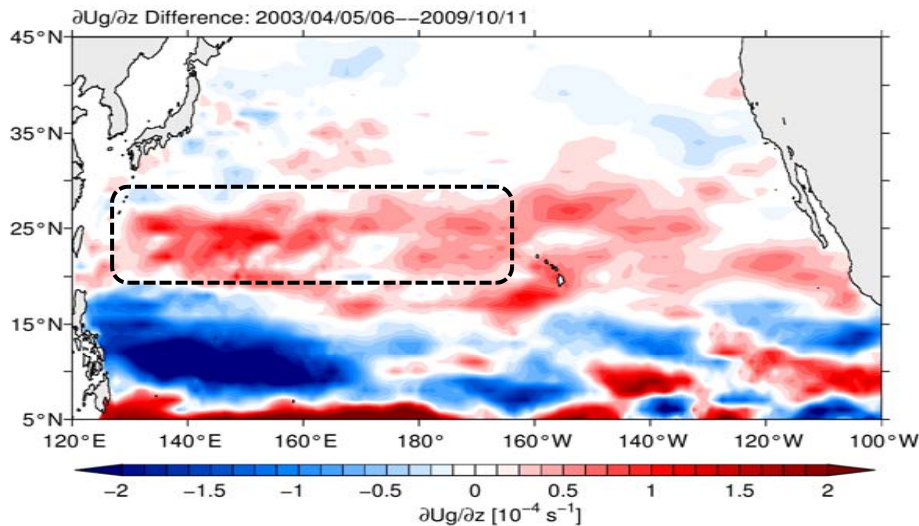 ∂Ug/∂z Difference: 2003/04/05/06––2009/10/11
45°N
35°N
25°N
15°N
5°N
120°E 140°E 160°E 180° 160°W 140°W 120°W 100°W
−2 −1.5 −1 −0.5 0 0.5 1 1.5 2
∂Ug/∂z [10⁻⁴ s⁻¹]